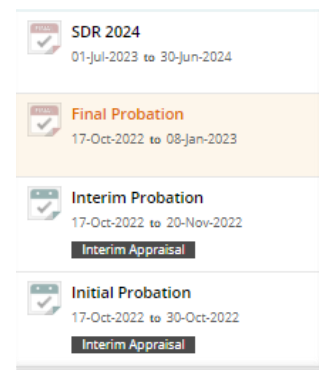 SDR 2024
01-Jul-2023 to 30-Jun-2024
Final Probation
17-Oct-2022 to 08-Jan-2023
Interim Probation
17-Oct-2022 to 20-Nov-2022
Interim Appraisal
Initial Probation
17-Oct-2022 to 30-Oct-2022
Interim Appraisal